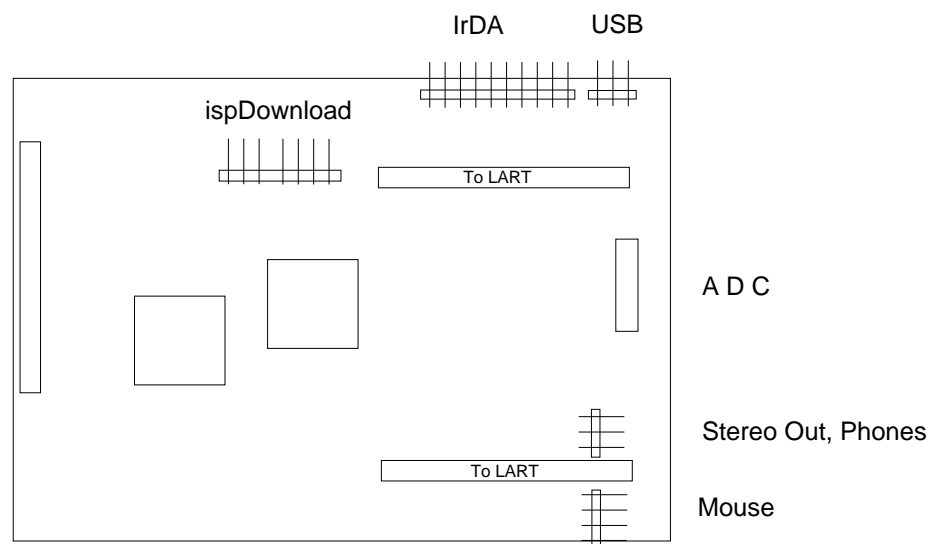 IrDA
USB
ispDownload
To LART
A D C
Stereo Out, Phones
To LART
Mouse